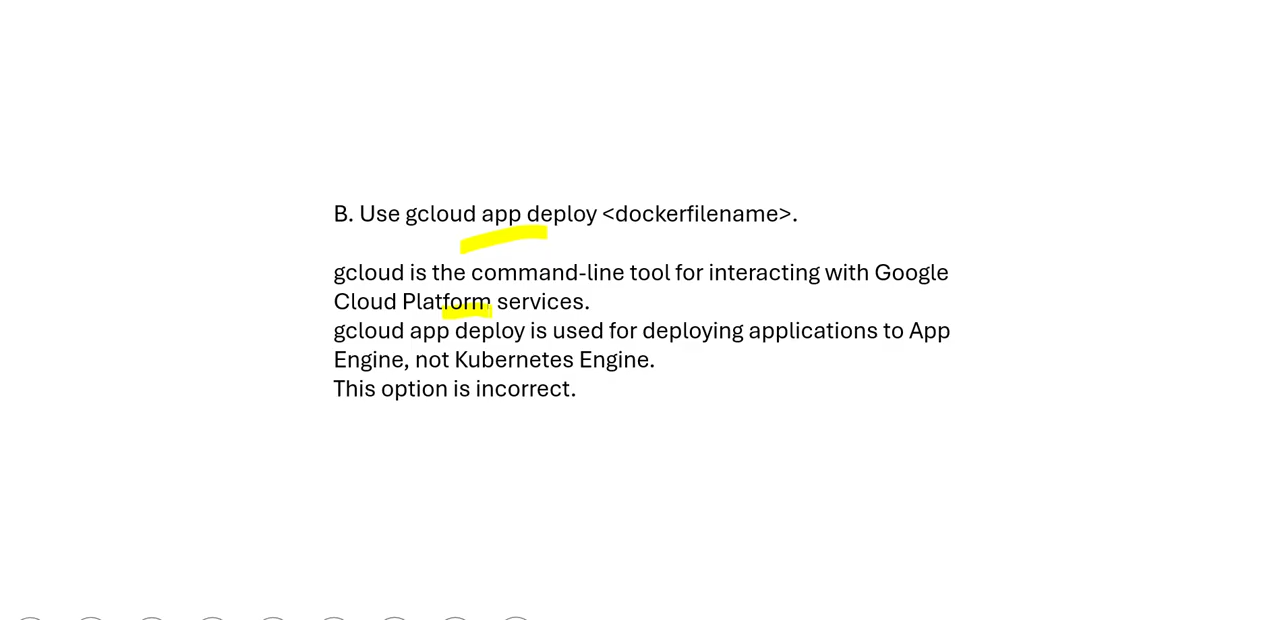 B. Use gcloud app deploy <dockerfilename>.
gcloud is the command-line tool for interacting with Google
Cloud Platform services.
gcloud app deploy is used for deploying applications to App
Engine, not Kubernetes Engine.
This option is incorrect.